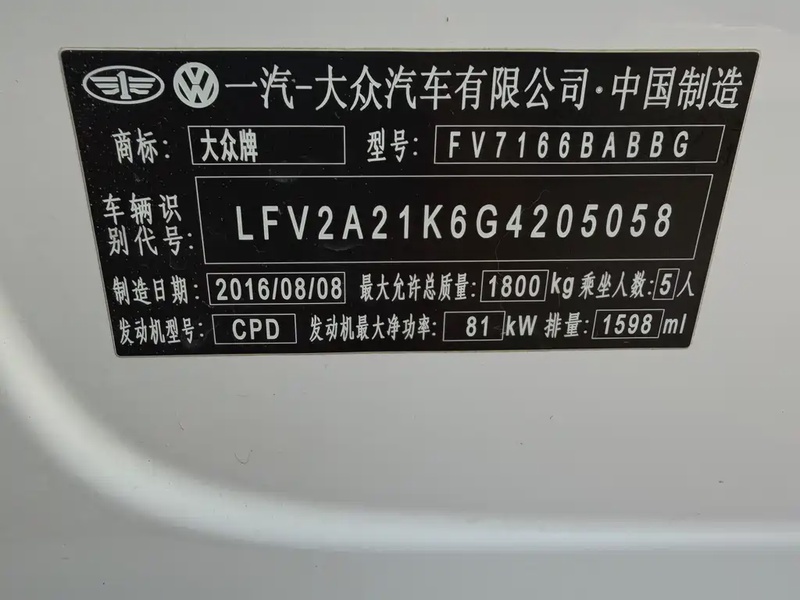 一汽-大众汽车有限公司·中国制造
商标: 大众牌 型号: FV7166BABBG
车辆识别代号: LFV2A21K6G4205058
制造日期: 2016/08/08 最大允许总质量: 1800 kg 乘坐人数: 5 人
发动机型号: CPD 发动机最大净功率: 81 kW 排量: 1598 ml